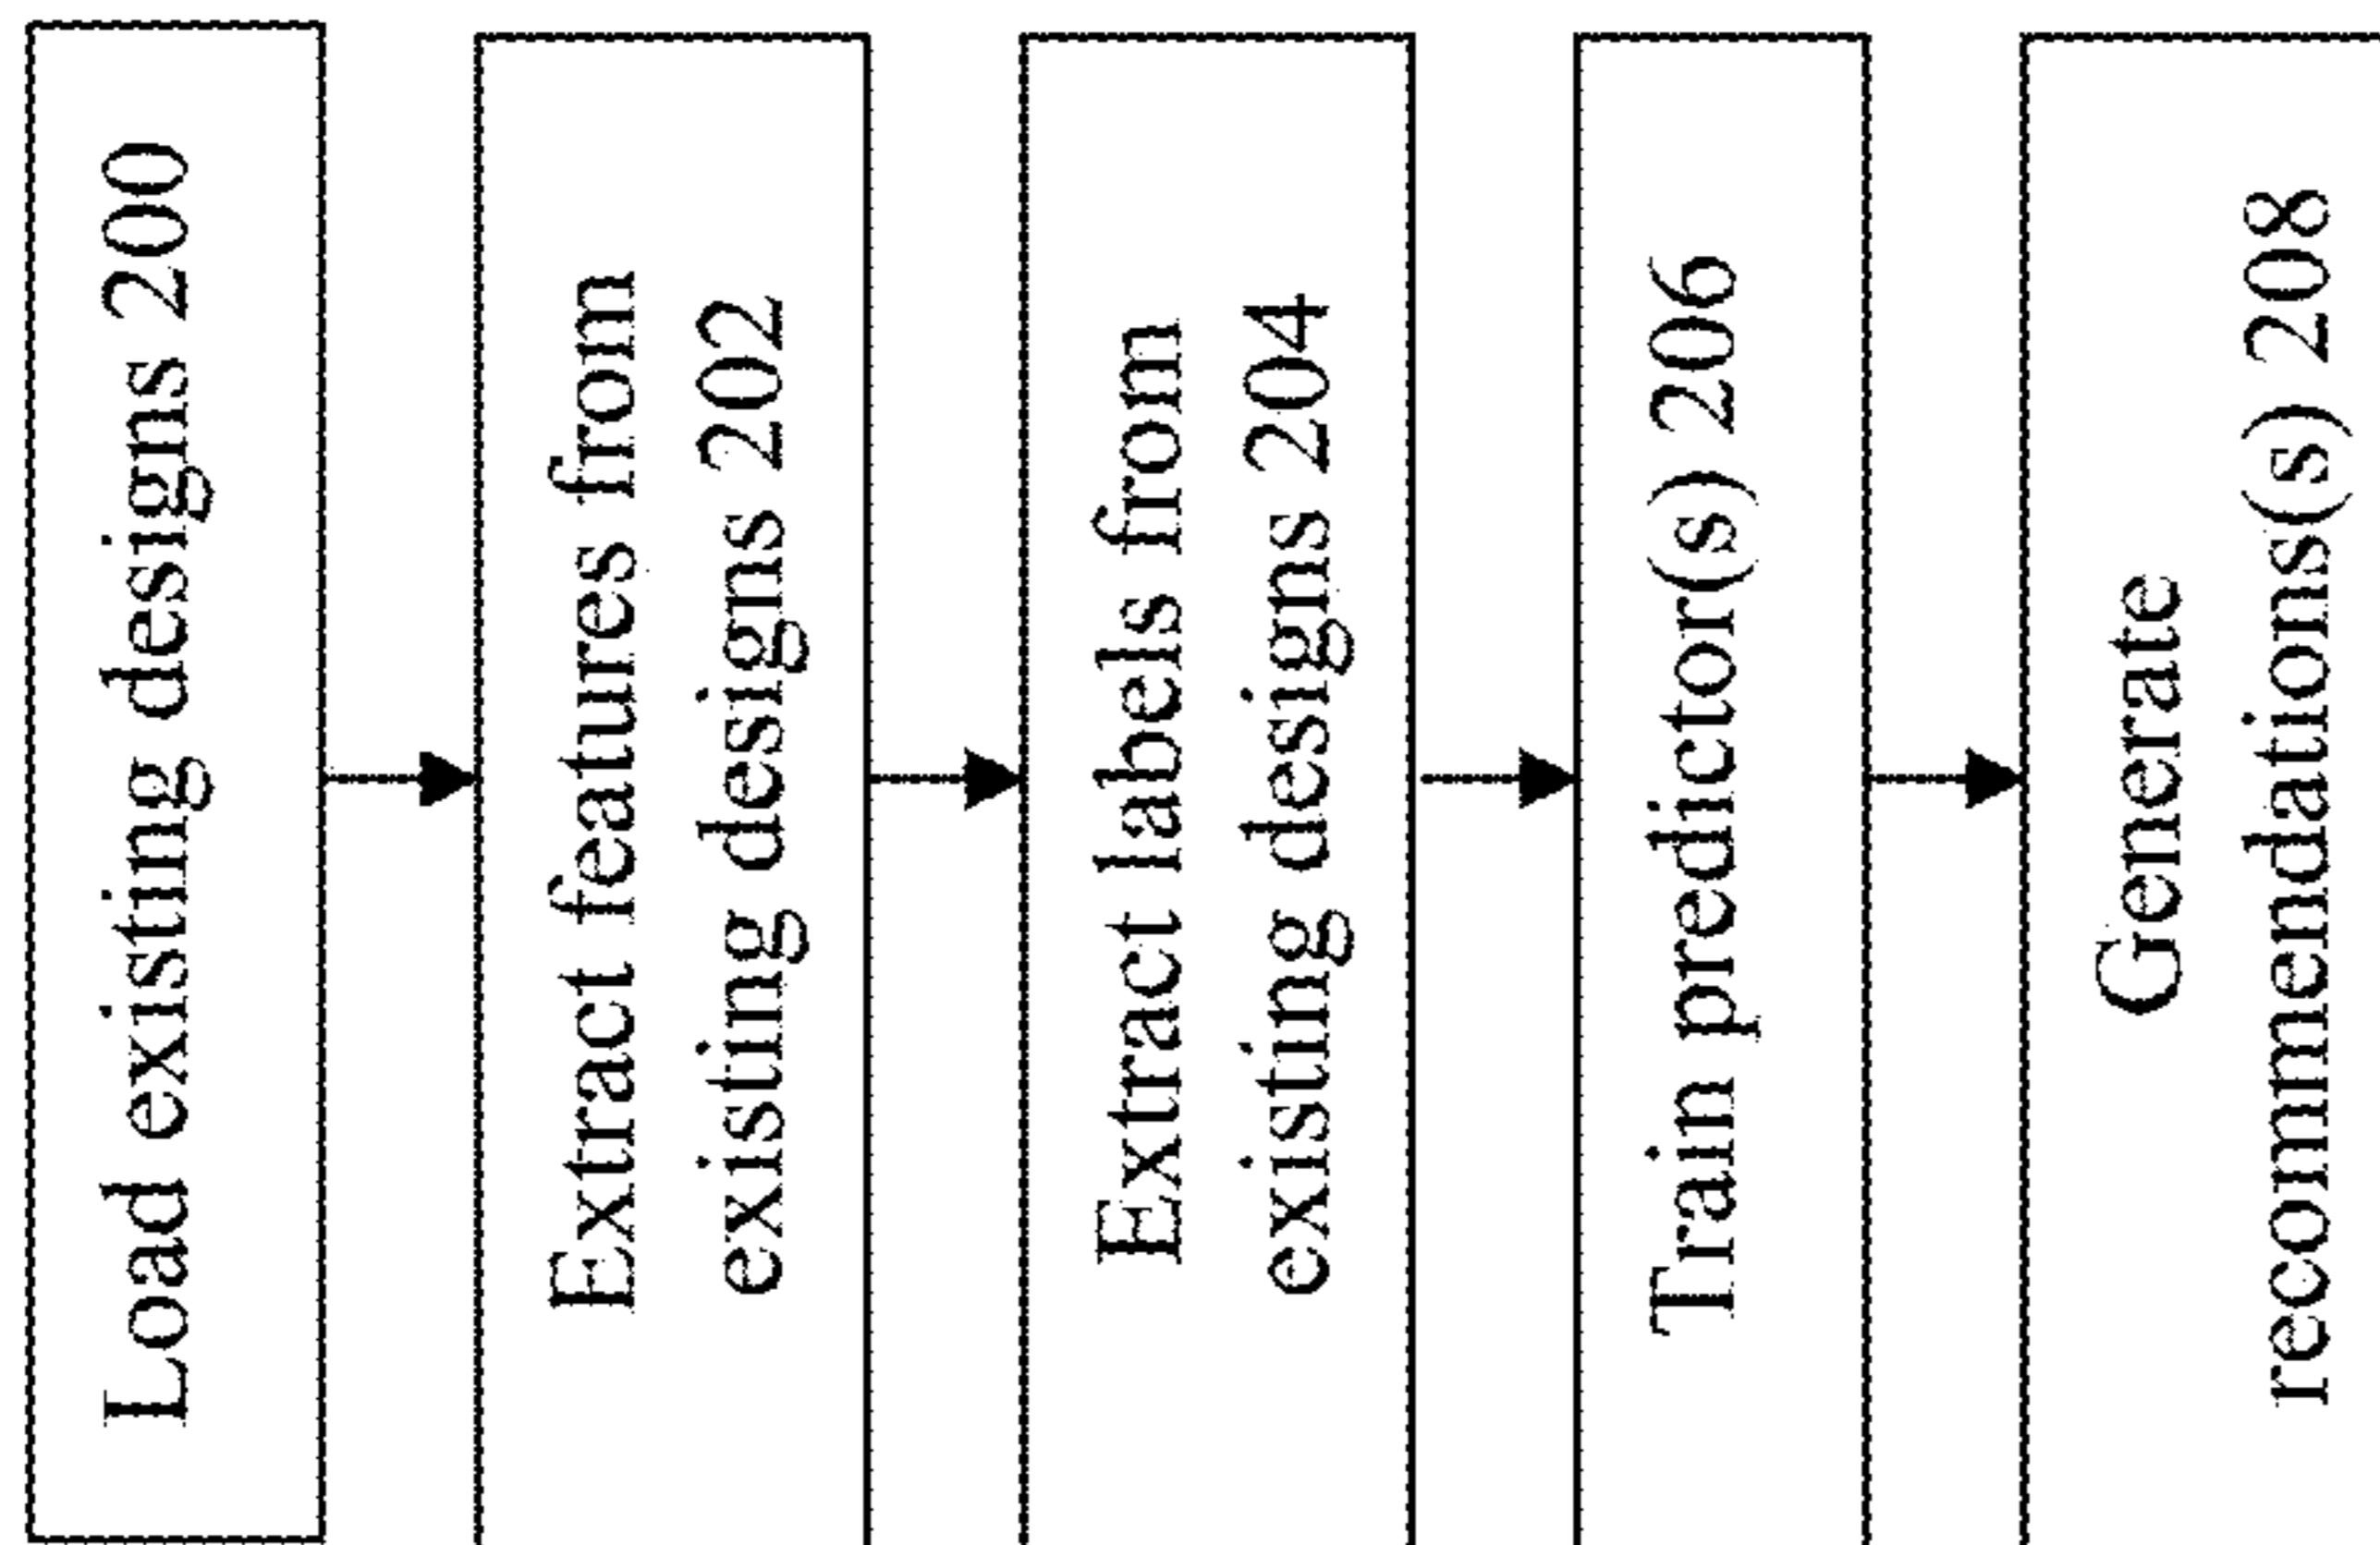 Load existing designs 200
Extract features from
existing designs 202
Extract labels from
existing designs 204
Train predictor(s) 206
Generate
recommendations(s) 208